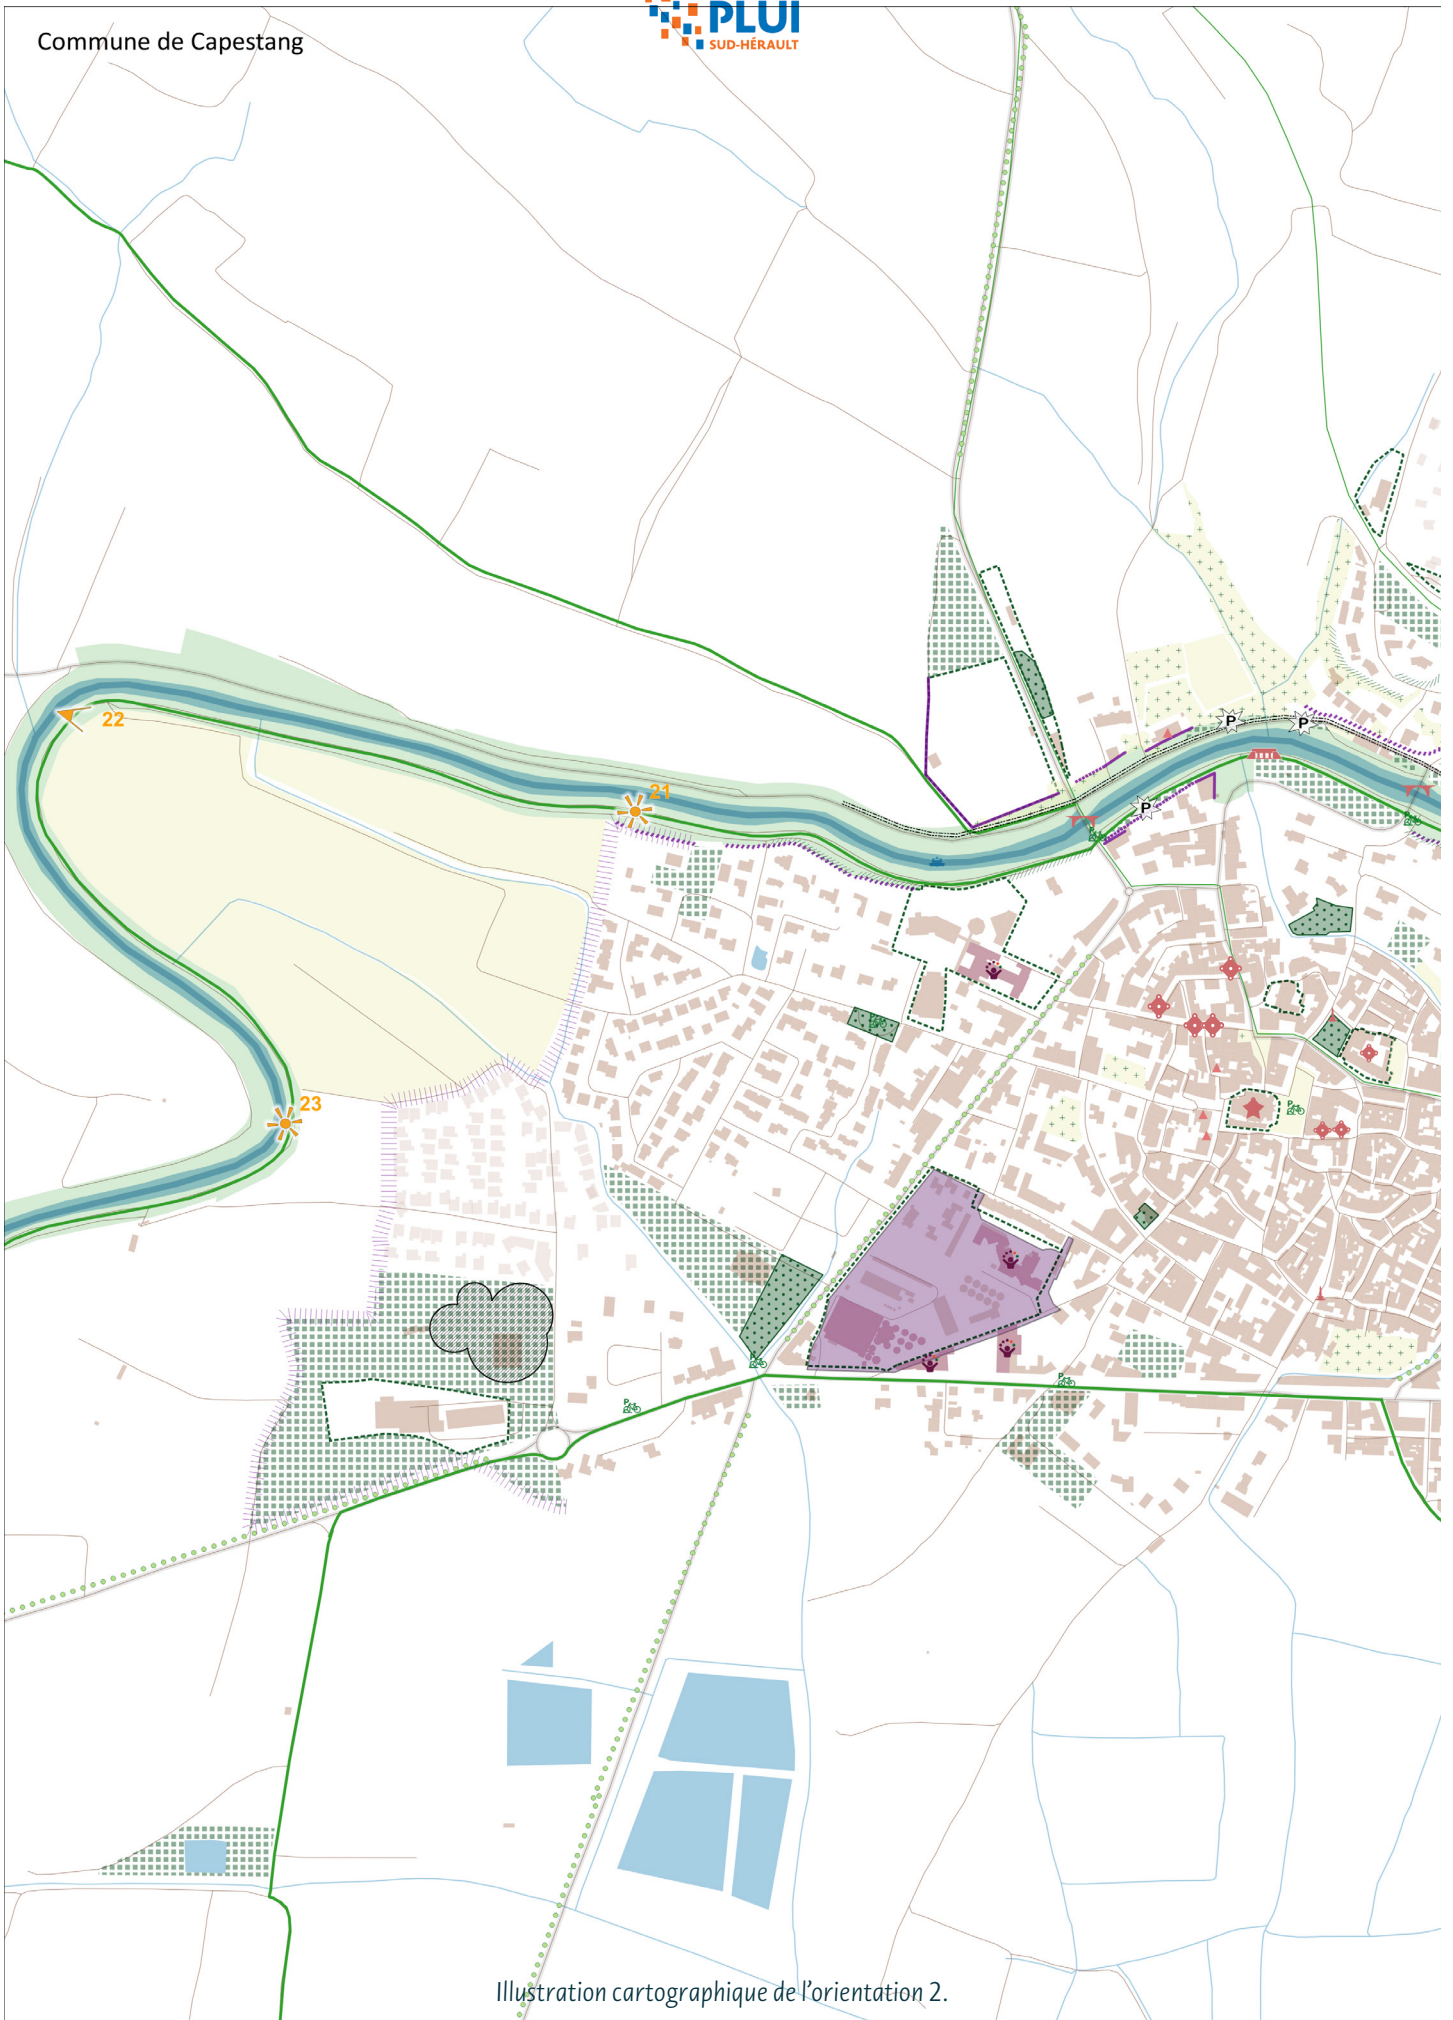 PLUI
SUD-HÉRAULT
Commune de Capestang
22
21
P
P
P
P
P
P
23
P
P
P
P
Illustration cartographique de l'orientation 2.